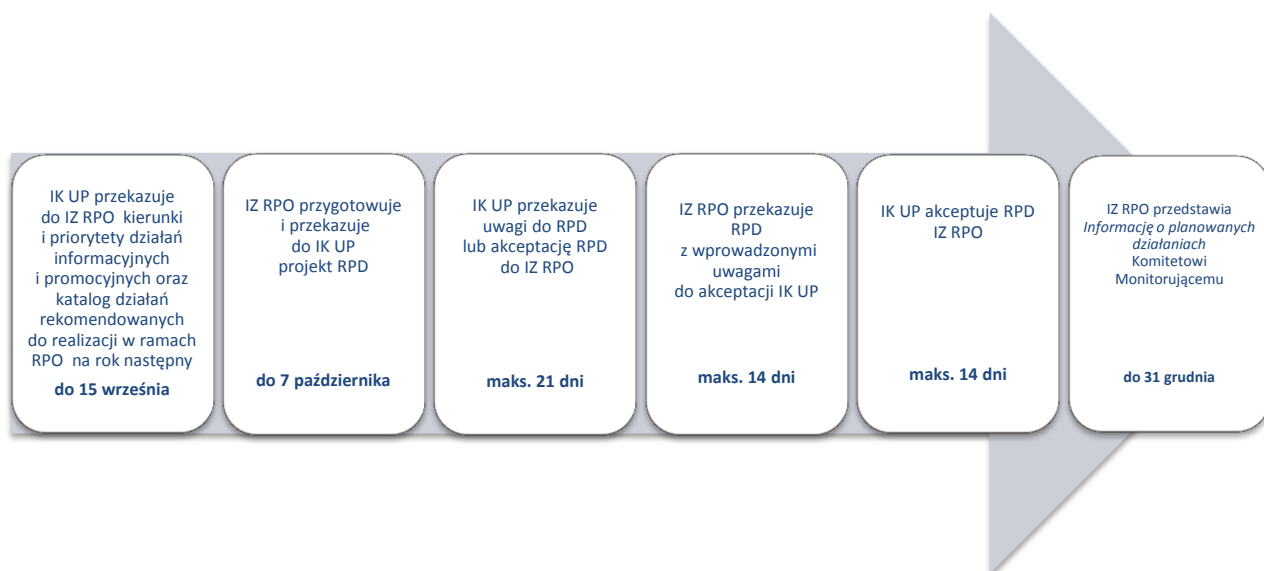 IK UP przekazuje
do IZ RPO kierunki
i priorytety działań
informacyjnych
i promocyjnych oraz
katalog działań
rekomendowanych
do realizacji w ramach
RPO na rok następny
do 15 września
IZ RPO przygotowuje
i przekazuje
do IK UP
projekt RPD
do 7 października
IK UP przekazuje
uwagi do RPD
lub akceptację RPD
do IZ RPO
maks. 21 dni
IZ RPO przekazuje
RPD
z wprowadzonymi
uwagami
do akceptacji IK UP
maks. 14 dni
IK UP akceptuje RPD
IZ RPO
maks. 14 dni
IZ RPO przedstawia
Informację o planowanych
działaniach
Komitetowi
Monitorującemu
do 31 grudnia